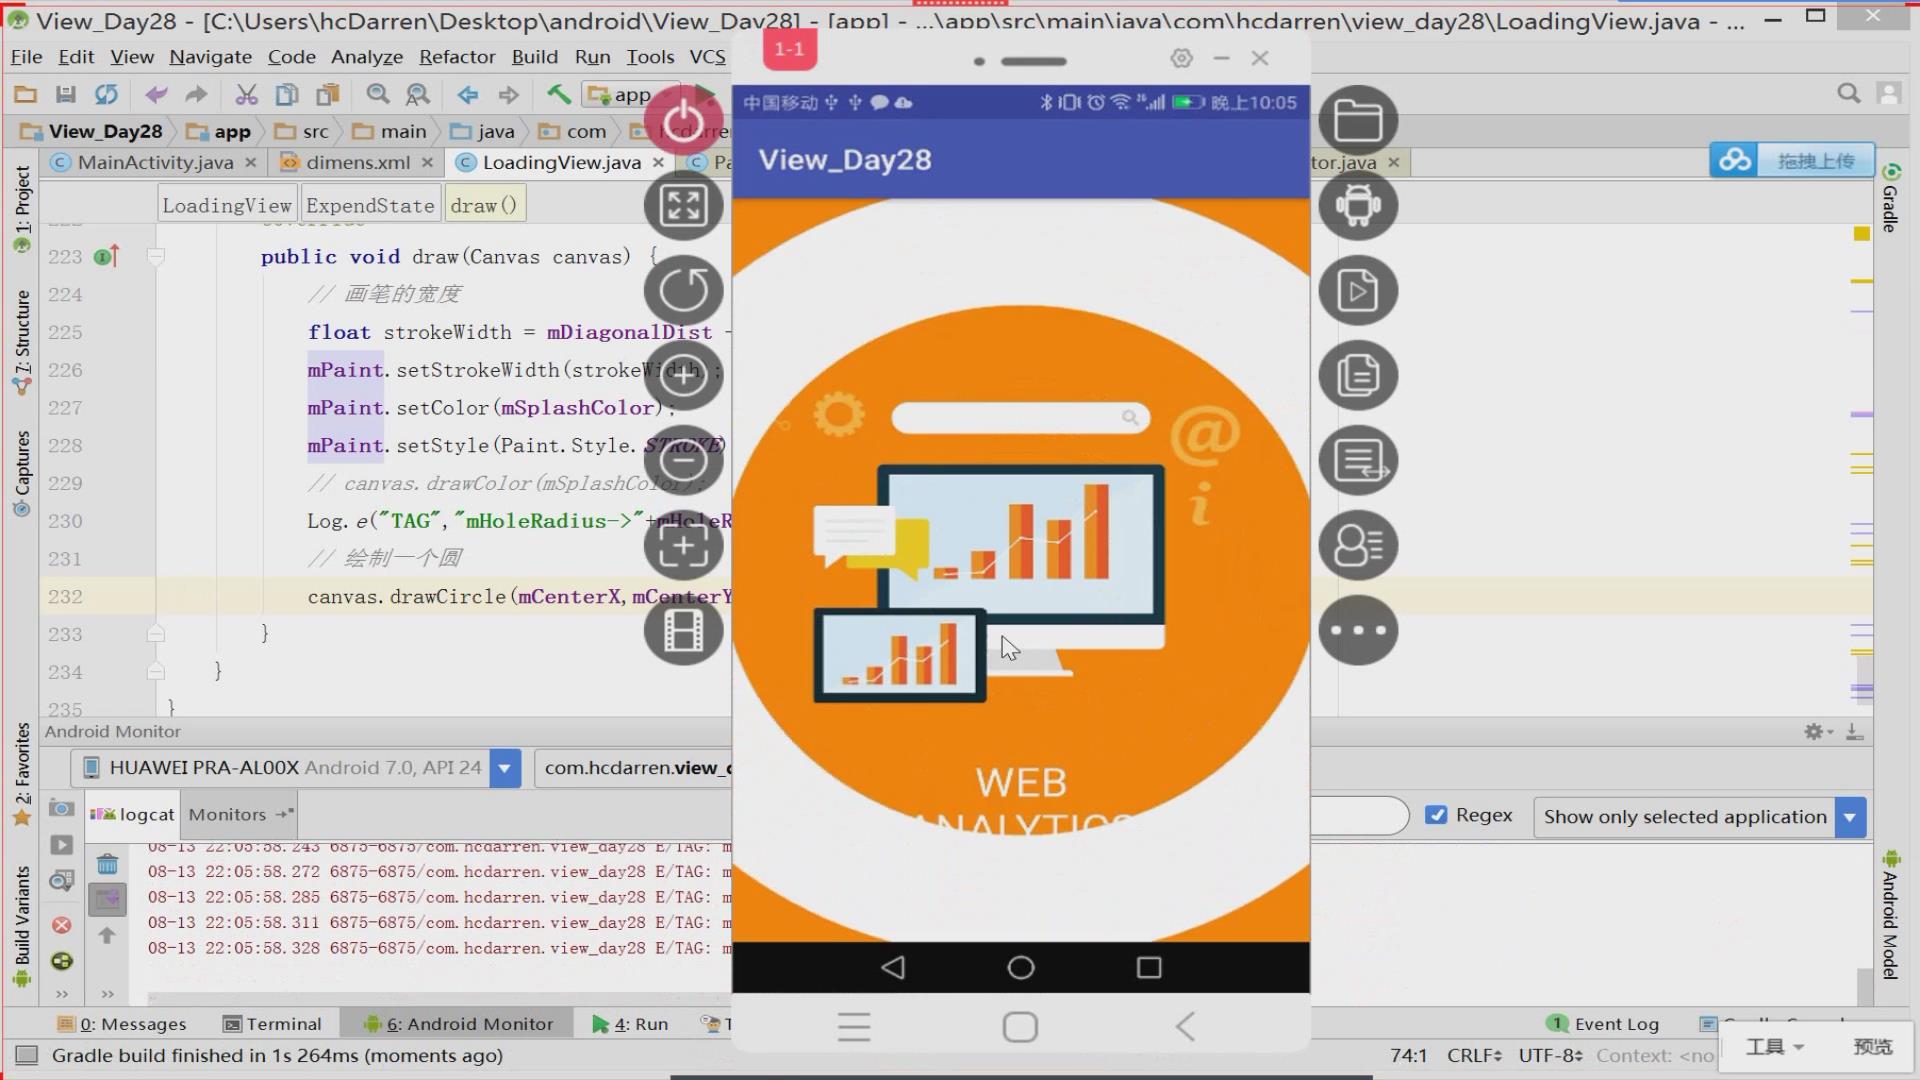 View_Day28 - [C:\Users\hcDarren\Desktop\android\View_Day28] - [app] - ...\app\src\main\java\com\hcdarren\view_day28\LoadingView.java - ...
1-1
File Edit View Navigate Code Analyze Refactor Build Run Tools VCS
app
中国移动 晚上10:05
View_Day28 app src main java com hcdarre
View_Day28
MainActivity.java dimens.xml LoadingView.java Pa tor.java
拖拽上传
LoadingView ExpendState draw()
1: Project
7: Structure
Captures
2: Favorites
Build Variants
Gradle
Android Model
223 public void draw(Canvas canvas) {
224 // 画笔的宽度
225 float strokeWidth = mDiagonalDist -
226 mPaint.setStrokeWidth(strokeWidth);
227 mPaint.setColor(mSplashColor);
228 mPaint.setStyle(Paint.Style.STROKE)
229 // canvas.drawColor(mSplashColor);
230 Log.e("TAG","mHoleRadius->"+mHoleR
231 // 绘制一个圆
232 canvas.drawCircle(mCenterX,mCenterY
233 }
234 }
235 }
@
i
WEB
ANALYTICS
Android Monitor
HUAWEI PRA-AL00X Android 7.0, API 24 com.hcdarren.view_d
logcat Monitors Regex Show only selected application
08-13 22:05:58.243 6875-6875/com.hcdarren.view_day28 E/TAG: m
08-13 22:05:58.272 6875-6875/com.hcdarren.view_day28 E/TAG: m
08-13 22:05:58.285 6875-6875/com.hcdarren.view_day28 E/TAG: m
08-13 22:05:58.311 6875-6875/com.hcdarren.view_day28 E/TAG: m
08-13 22:05:58.328 6875-6875/com.hcdarren.view_day28 E/TAG: m
0: Messages Terminal 6: Android Monitor 4: Run T 1 Event Log
Gradle build finished in 1s 264ms (moments ago) 74:1 CRLF UTF-8 Context: <no
工具 预览